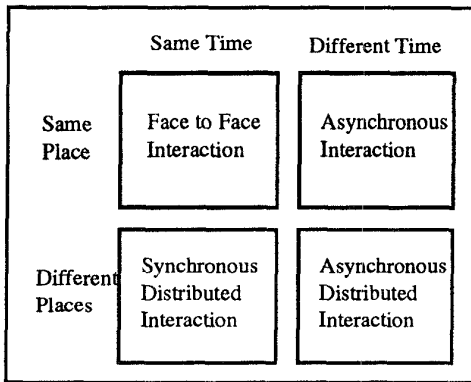 Same Time
Different Time
Same
Place
Face to Face
Interaction
Asynchronous
Interaction
Different
Places
Synchronous
Distributed
Interaction
Asynchronous
Distributed
Interaction